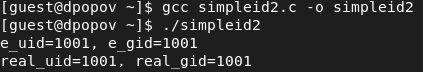 [guest@dpopov ~]$ gcc simpleid2.c -o simpleid2
[guest@dpopov ~]$ ./simpleid2
e_uid=1001, e_gid=1001
real_uid=1001, real_gid=1001